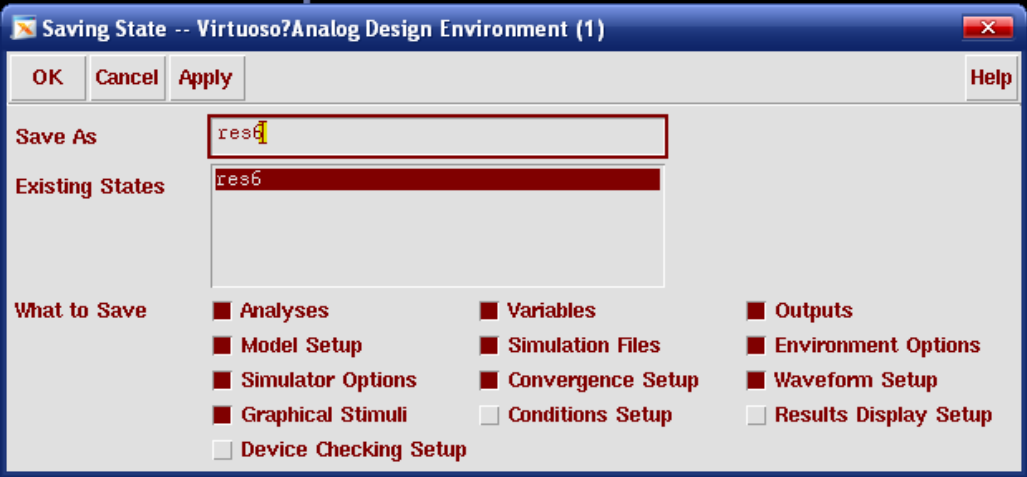 Saving State -- Virtuoso?Analog Design Environment (1)
OK Cancel Apply Help
Save As res6
Existing States res6
What to Save Analyses Variables Outputs
Model Setup Simulation Files Environment Options
Simulator Options Convergence Setup Waveform Setup
Graphical Stimuli Conditions Setup Results Display Setup
Device Checking Setup